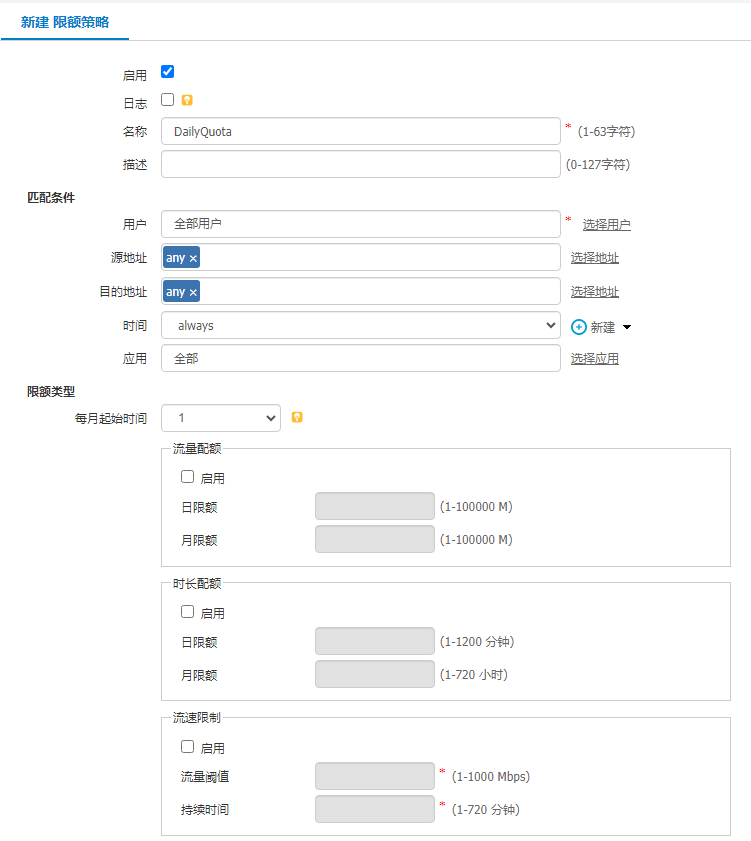 新建 限额策略
启用
日志
名称 DailyQuota * (1-63字符)
描述 (0-127字符)
匹配条件
用户 全部用户 * 选择用户
源地址 any × 选择地址
目的地址 any × 选择地址
时间 always 新建
应用 全部 选择应用
限额类型
每月起始时间 1
流量配额
启用
日限额 (1-100000 M)
月限额 (1-100000 M)
时长配额
启用
日限额 (1-1200 分钟)
月限额 (1-720 小时)
流速限制
启用
流量阈值 * (1-1000 Mbps)
持续时间 * (1-720 分钟)